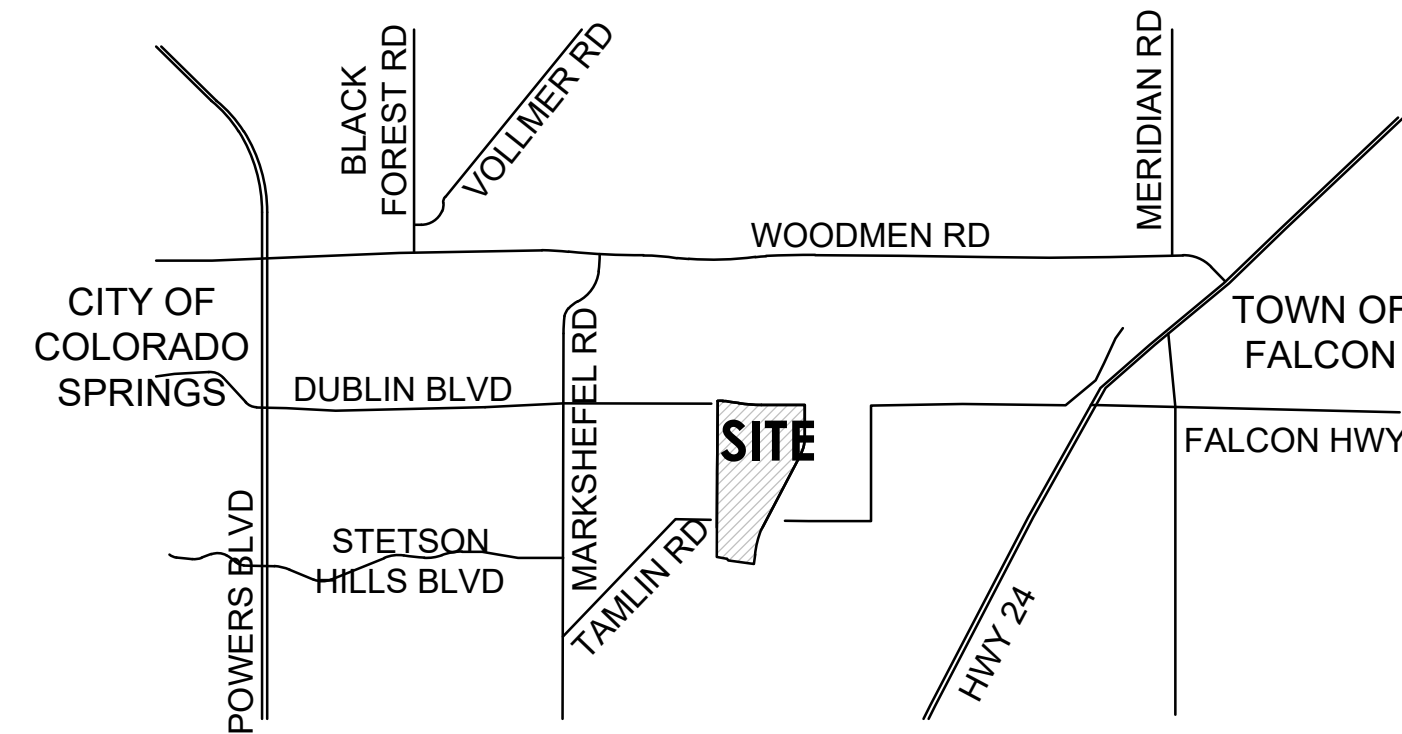 BLACK
FOREST RD
VOLLMER RD
MERIDIAN RD
WOODMEN RD
CITY OF
COLORADO
SPRINGS
TOWN OF
FALCON
MARKSHEFFEL RD
DUBLIN BLVD
SITE
FALCON HWY
POWERS BLVD
STETSON
HILLS BLVD
TAMLIN RD
HWY 24